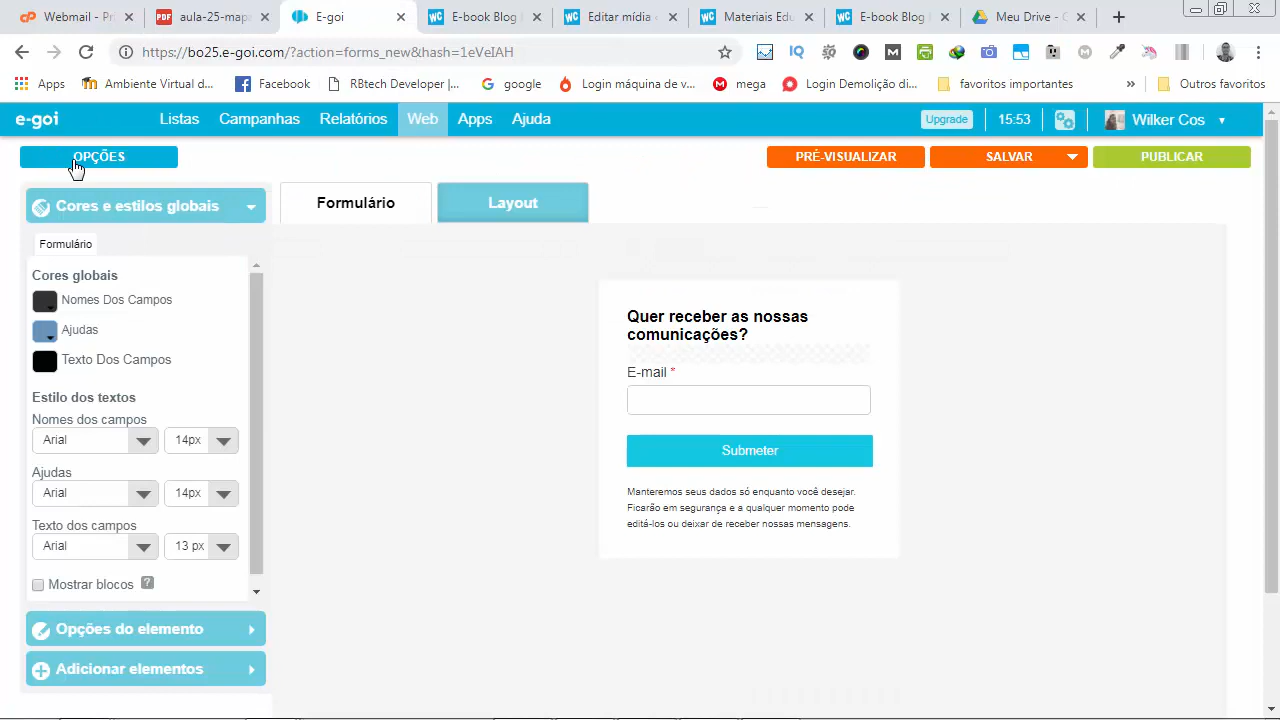 Webmail - Pr
aula-25-mapa
E-goi
E-book Blog
Editar mídia
Materiais Edu
E-book Blog
Meu Drive - G
https://bo25.e-goi.com/?action=forms_new&hash=1eVeIAH
Apps
Ambiente Virtual d...
Facebook
RBtech Developer |...
google
Login máquina de v...
mega
Login Demolição di...
favoritos importantes
»
Outros favoritos
e-goi
Listas
Campanhas
Relatórios
Web
Apps
Ajuda
Upgrade
15:53
Wilker Cos
OPÇÕES
PRÉ-VISUALIZAR
SALVAR
PUBLICAR
Cores e estilos globais
Formulário
Layout
Formulário
Cores globais
Nomes Dos Campos
Ajudas
Texto Dos Campos
Estilo dos textos
Nomes dos campos
Arial
14px
Ajudas
Arial
14px
Texto dos campos
Arial
13 px
Mostrar blocos
?
Opções do elemento
Adicionar elementos
Quer receber as nossas
comunicações?
E-mail *
Submeter
Manteremos seus dados só enquanto você desejar.
Ficarão em segurança e a qualquer momento pode
editá-los ou deixar de receber nossas mensagens.